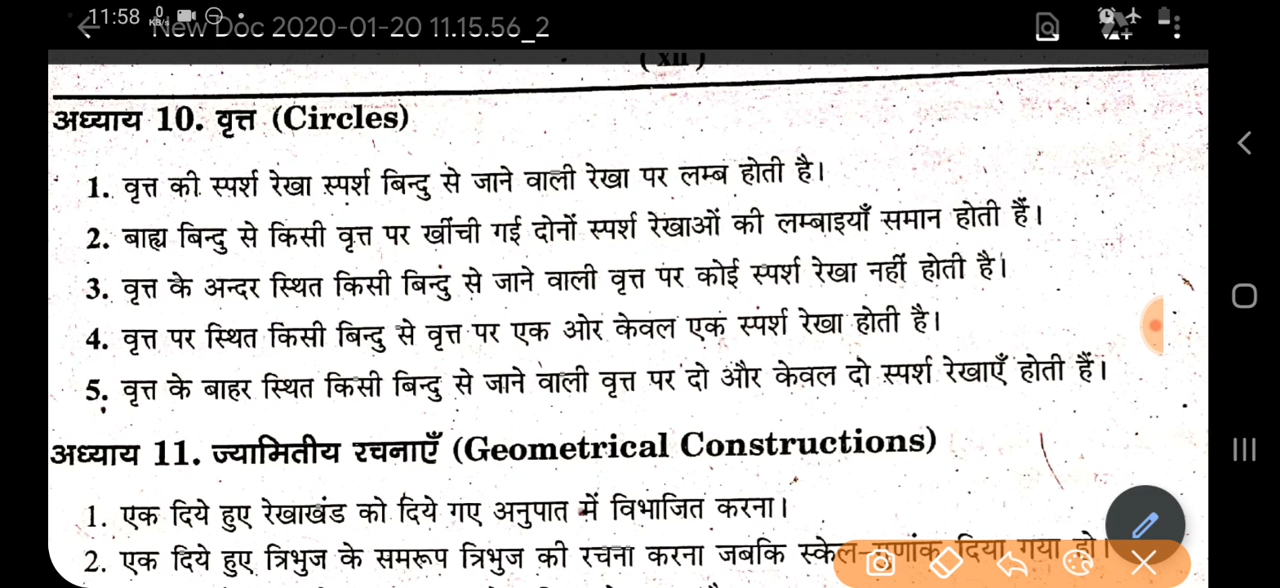 11:58
New Doc 2020-01-20 11.15.56_2
( XII )
अध्याय 10. वृत्त (Circles)
1. वृत्त की स्पर्श रेखा स्पर्श बिन्दु से जाने वाली रेखा पर लम्ब होती है।
2. बाह्य बिन्दु से किसी वृत्त पर खींची गई दोनों स्पर्श रेखाओं की लम्बाइयाँ समान होती हैं।
3. वृत्त के अन्दर स्थित किसी बिन्दु से जाने वाली वृत्त पर कोई स्पर्श रेखा नहीं होती है।
4. वृत्त पर स्थित किसी बिन्दु से वृत्त पर एक ओर केवल एक स्पर्श रेखा होती है।
5. वृत्त के बाहर स्थित किसी बिन्दु से जाने वाली वृत्त पर दो और केवल दो स्पर्श रेखाएँ होती हैं।
अध्याय 11. ज्यामितीय रचनाएँ (Geometrical Constructions)
1. एक दिये हुए रेखाखंड को दिये गए अनुपात में विभाजित करना।
2. एक दिये हुए त्रिभुज के समरूप त्रिभुज की रचना करना जबकि स्केल-गुणांक दिया गया हो।